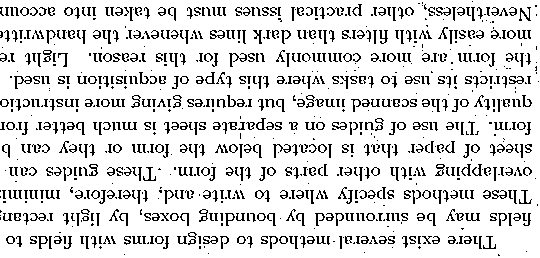 There exist several methods to design forms with fields to
fields may be surrounded by bounding boxes, by light rectang
These methods specify where to write and, therefore, minimi
overlapping with other parts of the form. These guides can
sheet of paper that is located below the form or they can b
form. The use of guides on a separate sheet is much better fro
quality of the scanned image, but requires giving more instructio
restricts its use to tasks where this type of acquisition is used.
the form are more commonly used for this reason. Light re
more easily with filters than dark lines whenever the handwritte
Nevertheless, other practical issues must be taken into accoun